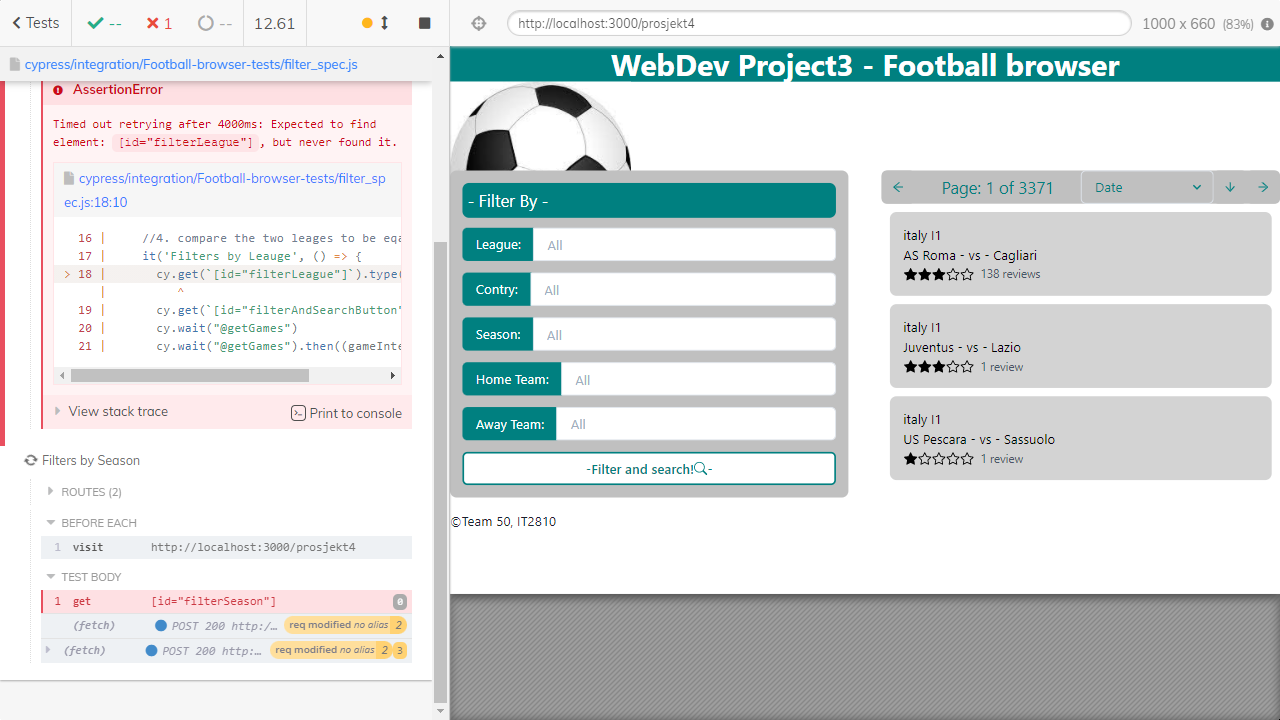 Tests
--
1
--
12.61
http://localhost:3000/prosjekt4
1000 x 660 (83%)
cypress/integration/Football-browser-tests/filter_spec.js
AssertionError
Timed out retrying after 4000ms: Expected to find
element: [id="filterLeague"], but never found it.
cypress/integration/Football-browser-tests/filter_sp
ec.js:18:10
16 | //4. compare the two leages to be equa
17 | it('Filters by Leauge', () => {
> 18 | cy.get(`[id="filterLeague"]`).type(
| ^
19 | cy.get(`[id="filterAndSearchButton"
20 | cy.wait("@getGames")
21 | cy.wait("@getGames").then((gameInte
View stack trace
Print to console
Filters by Season
ROUTES (2)
BEFORE EACH
1 visit http://localhost:3000/prosjekt4
TEST BODY
1 get [id="filterSeason"] 0
(fetch) POST 200 http:/… req modified no alias 2
(fetch) POST 200 http:… req modified no alias 2 3
WebDev Project3 - Football browser
- Filter By -
League: All
Contry: All
Season: All
Home Team: All
Away Team: All
-Filter and search!-
©Team 50, IT2810
Page: 1 of 3371
Date
italy I1
AS Roma - vs - Cagliari
138 reviews
italy I1
Juventus - vs - Lazio
1 review
italy I1
US Pescara - vs - Sassuolo
1 review